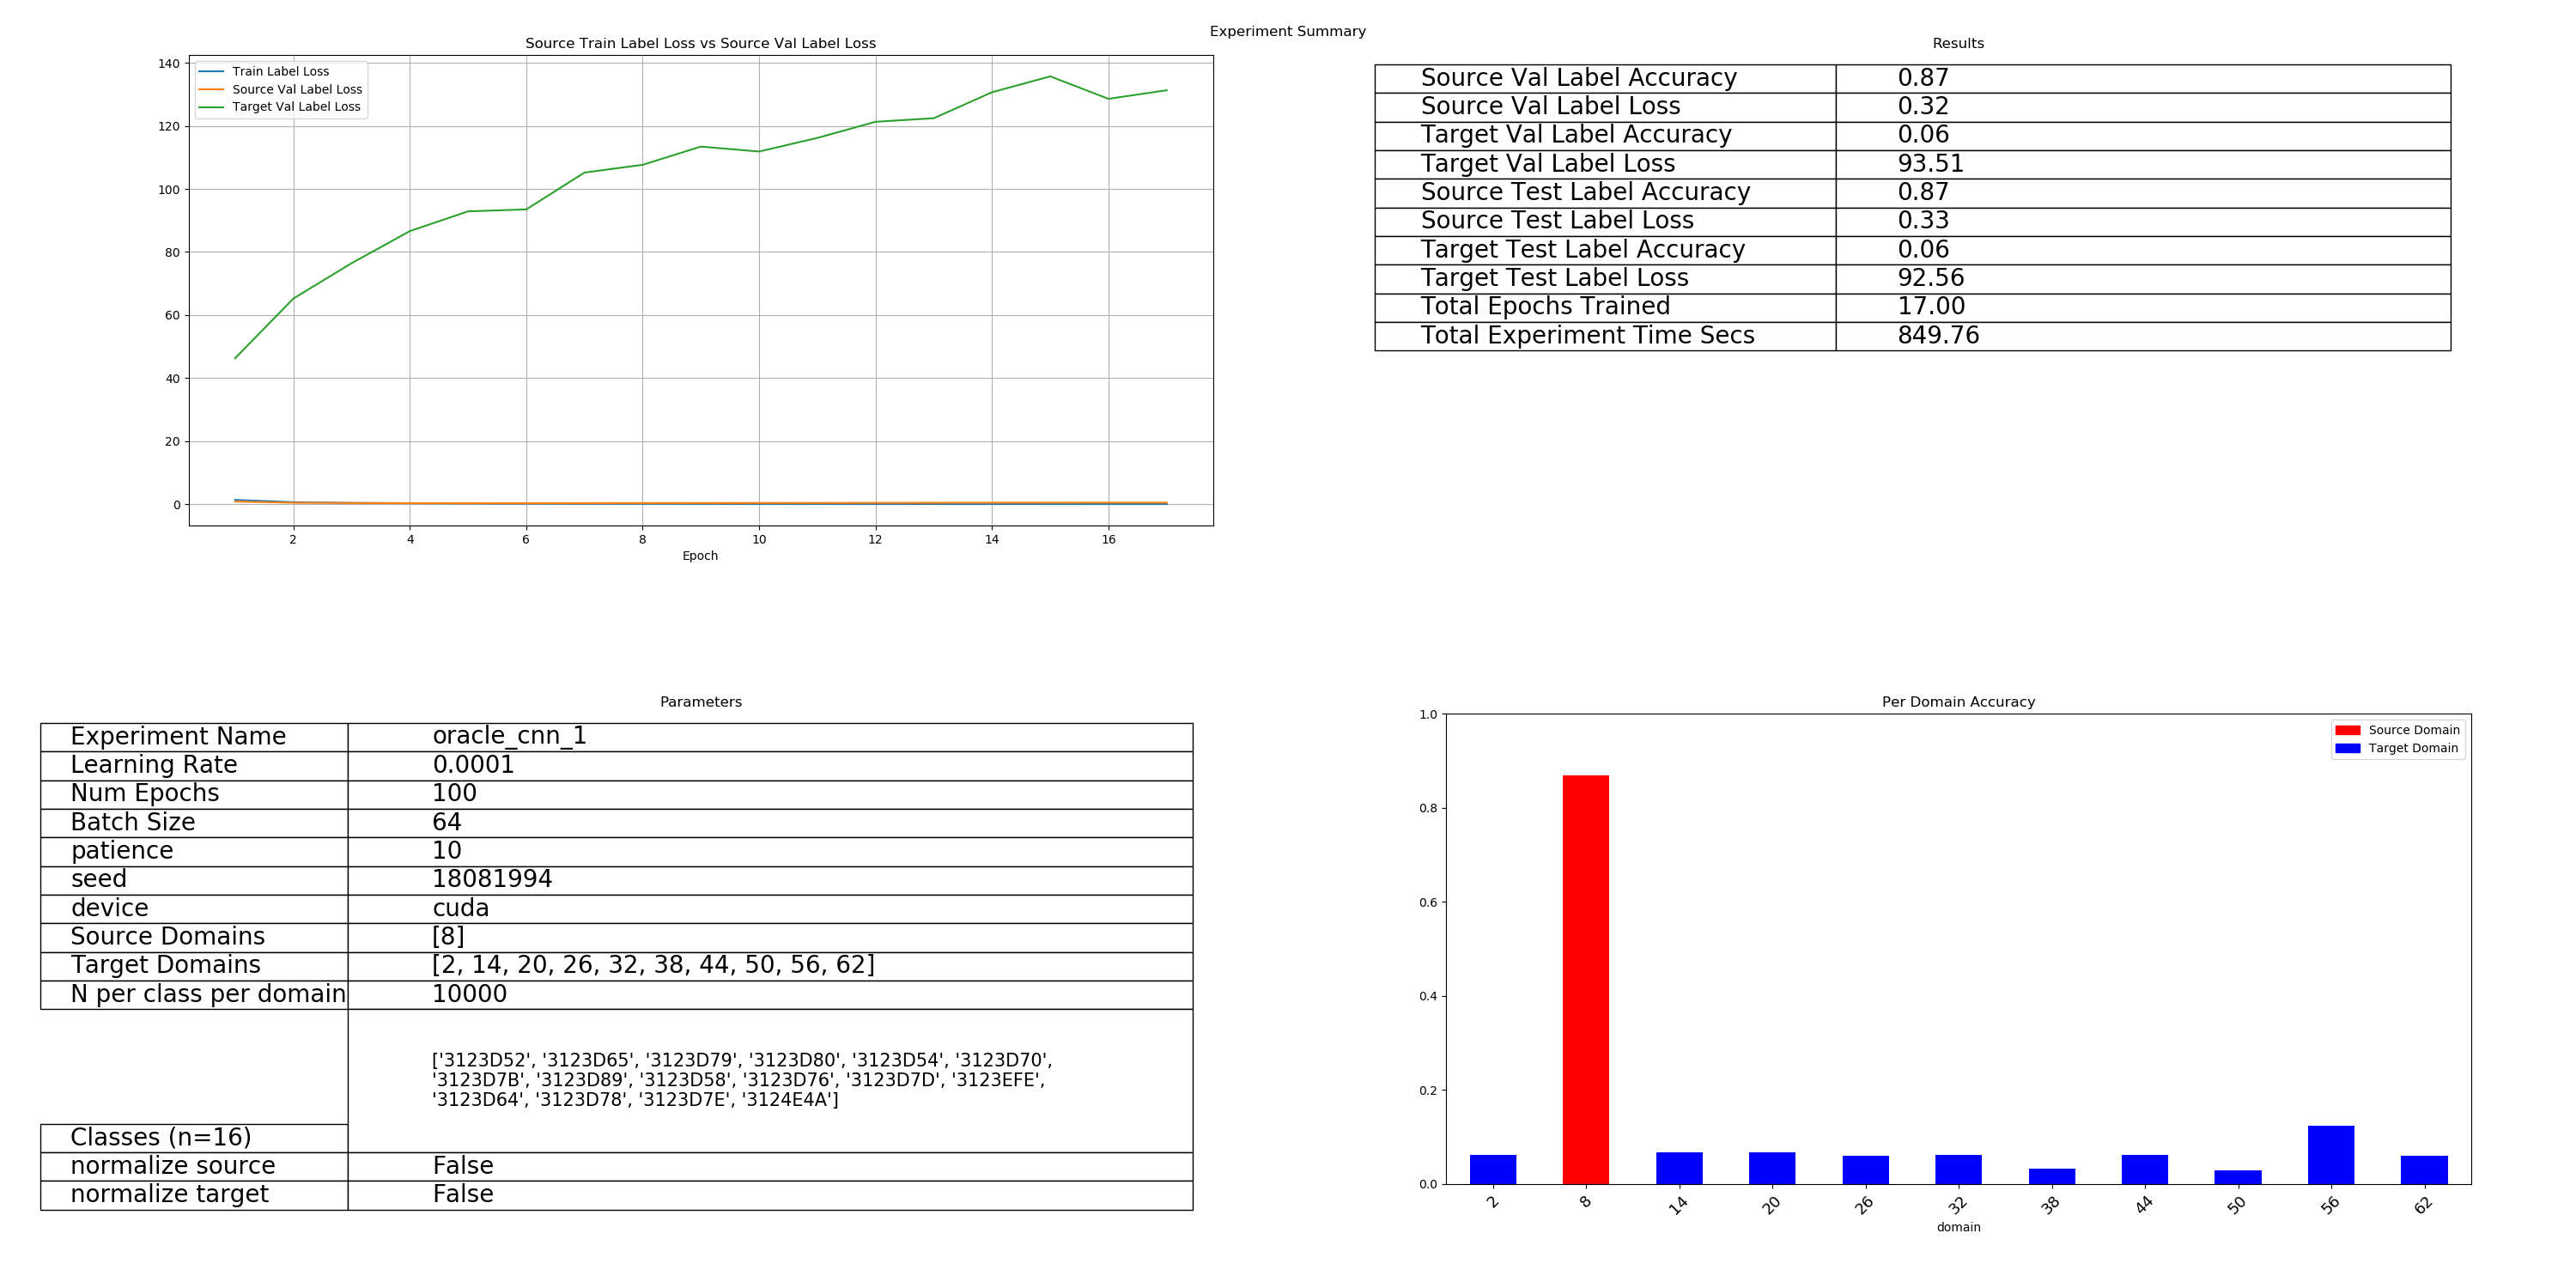 Experiment Summary
Source Train Label Loss vs Source Val Label Loss
Train Label Loss
Source Val Label Loss
Target Val Label Loss
140
120
100
80
60
40
20
0
2 4 6 8 10 12 14 16
Epoch
Results
Source Val Label Accuracy 0.87
Source Val Label Loss 0.32
Target Val Label Accuracy 0.06
Target Val Label Loss 93.51
Source Test Label Accuracy 0.87
Source Test Label Loss 0.33
Target Test Label Accuracy 0.06
Target Test Label Loss 92.56
Total Epochs Trained 17.00
Total Experiment Time Secs 849.76
Parameters
Experiment Name oracle_cnn_1
Learning Rate 0.0001
Num Epochs 100
Batch Size 64
patience 10
seed 18081994
device cuda
Source Domains [8]
Target Domains [2, 14, 20, 26, 32, 38, 44, 50, 56, 62]
N per class per domain 10000
['3123D52', '3123D65', '3123D79', '3123D80', '3123D54', '3123D70',
'3123D7B', '3123D89', '3123D58', '3123D76', '3123D7D', '3123EFE',
'3123D64', '3123D78', '3123D7E', '3124E4A']
Classes (n=16)
normalize source False
normalize target False
Per Domain Accuracy
Source Domain
Target Domain
1.0
0.8
0.6
0.4
0.2
0.0
2 8 14 20 26 32 38 44 50 56 62
domain